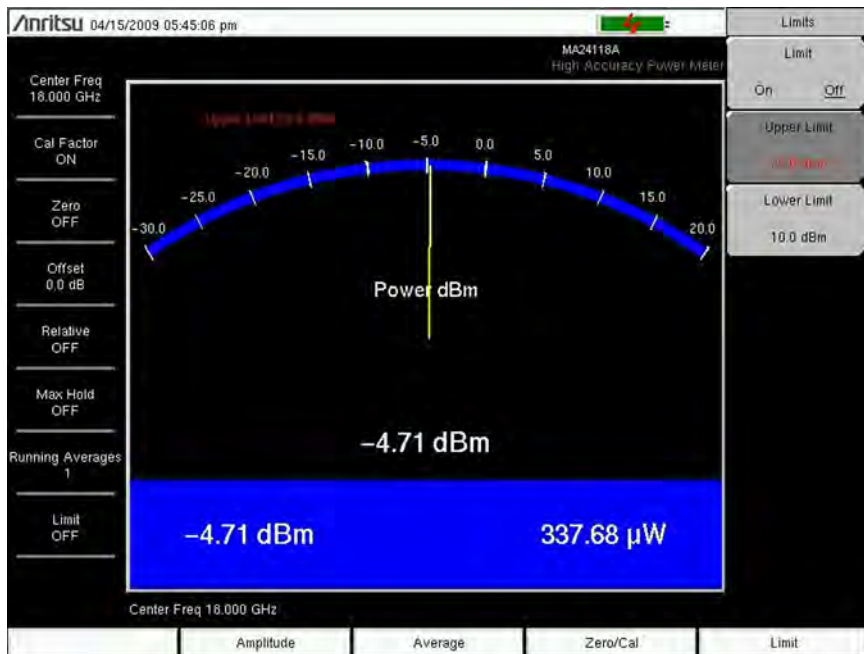 Anritsu 04/15/2009 05:45:06 pm
Limits
MA24118A
High Accuracy Power Meter
Limit
On Off
Upper Limit
Lower Limit
10.0 dBm
Center Freq
18.000 GHz
Cal Factor
ON
Zero
OFF
Offset
0.0 dB
Relative
OFF
Max Hold
OFF
Running Averages
1
Limit
OFF
Upper Limit
-30.0 -25.0 -20.0 -15.0 -10.0 -5.0 0.0 5.0 10.0 15.0 20.0
Power dBm
-4.71 dBm
-4.71 dBm 337.68 µW
Center Freq 18.000 GHz
Amplitude Average Zero/Cal Limit